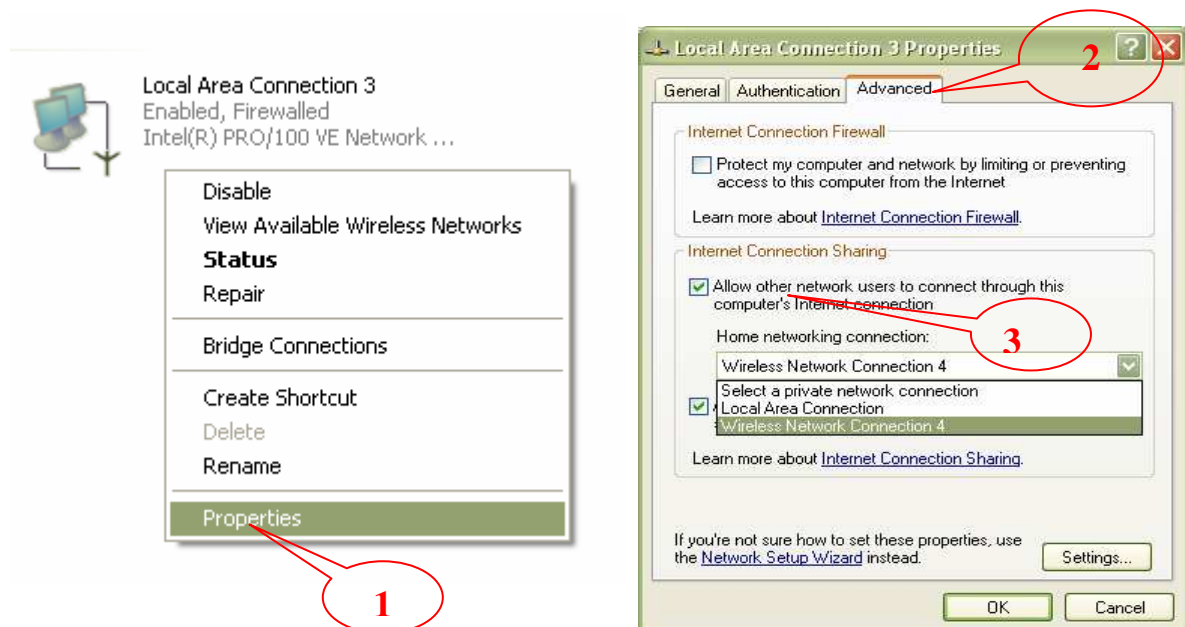 Local Area Connection 3
Enabled, Firewalled
Intel(R) PRO/100 VE Network ...
Disable
View Available Wireless Networks
Status
Repair
Bridge Connections
Create Shortcut
Delete
Rename
Properties
1
Local Area Connection 3 Properties
2
General Authentication Advanced
Internet Connection Firewall
Protect my computer and network by limiting or preventing
access to this computer from the Internet
Learn more about Internet Connection Firewall.
Internet Connection Sharing
Allow other network users to connect through this
computer's Internet connection
3
Home networking connection:
Wireless Network Connection 4
Select a private network connection
Local Area Connection
Wireless Network Connection 4
Learn more about Internet Connection Sharing.
If you're not sure how to set these properties, use
the Network Setup Wizard instead.
Settings...
OK Cancel